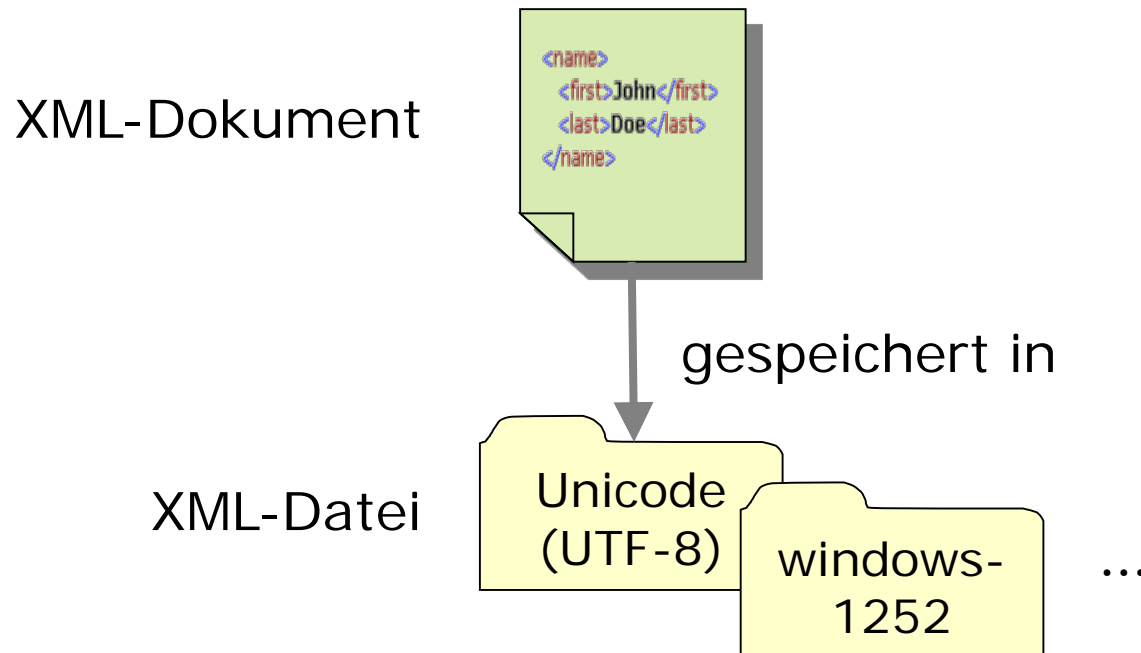 <name>
<first>John</first>
<last>Doe</last>
</name>
XML-Dokument
gespeichert in
XML-Datei
Unicode
(UTF-8)
windows-
1252
...